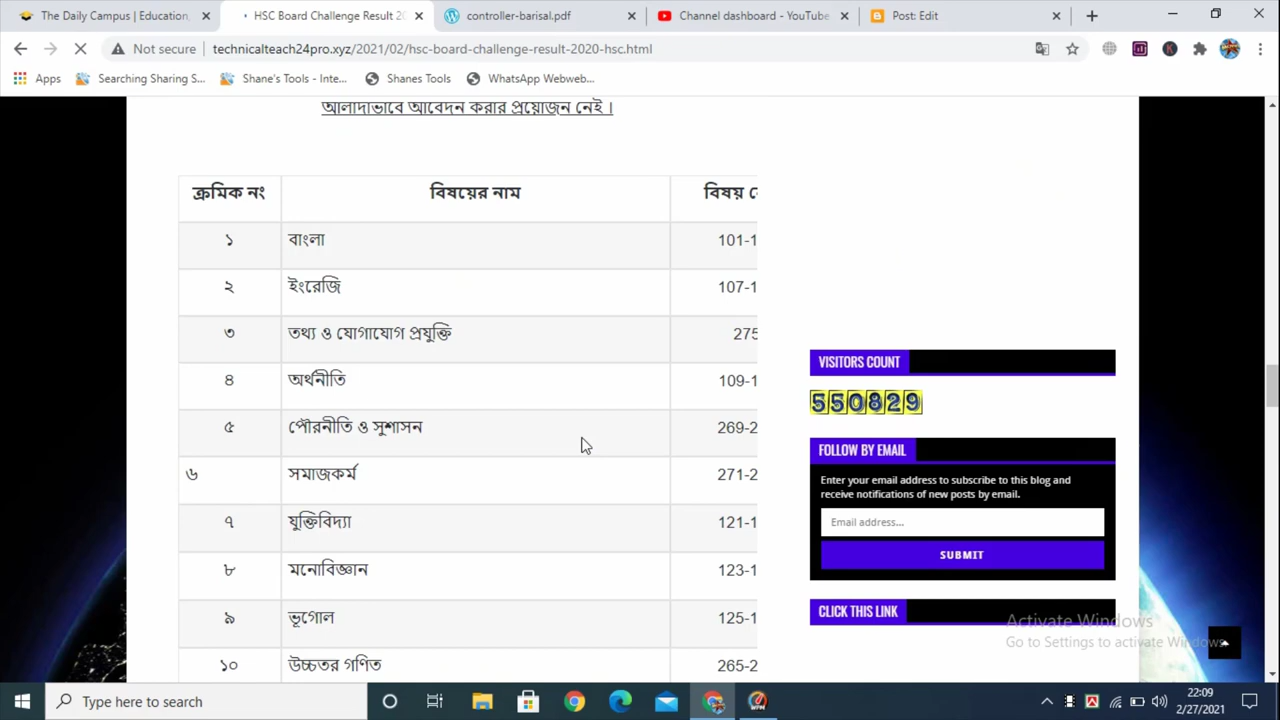 The Daily Campus | Education,
HSC Board Challenge Result 20
controller-barisal.pdf
Channel dashboard - YouTube
Post: Edit
Not secure
technicalteach24pro.xyz/2021/02/hsc-board-challenge-result-2020-hsc.html
Apps
Searching Sharing S...
Shane's Tools - Inte...
Shanes Tools
WhatsApp Webweb...
আলাদাভাবে আবেদন করার প্রয়োজন নেই।
ক্রমিক নং বিষয়ের নাম বিষয়
১ বাংলা 101-1
২ ইংরেজি 107-1
৩ তথ্য ও যোগাযোগ প্রযুক্তি 275
৪ অর্থনীতি 109-1
৫ পৌরনীতি ও সুশাসন 269-2
৬ সমাজকর্ম 271-2
৭ যুক্তিবিদ্যা 121-1
৮ মনোবিজ্ঞান 123-1
৯ ভূগোল 125-1
১০ উচ্চতর গণিত 265-2
VISITORS COUNT
550829
FOLLOW BY EMAIL
Enter your email address to subscribe to this blog and
receive notifications of new posts by email.
Email address...
SUBMIT
CLICK THIS LINK
Activate Windows
Go to Settings to activate Windows.
Type here to search
22:09
2/27/2021